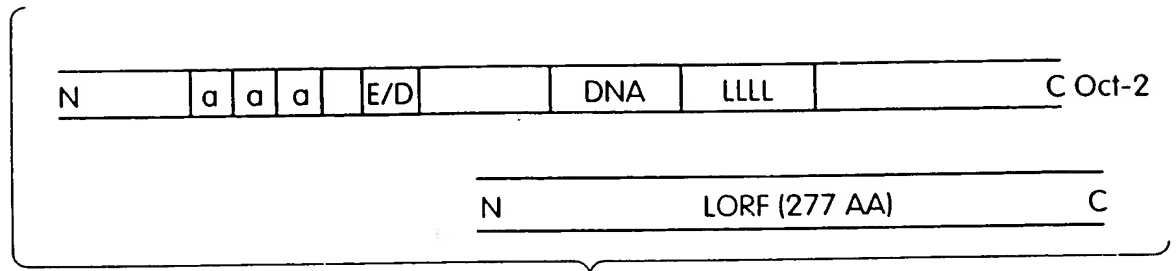 N a a a E/D DNA LLLL C Oct-2
N LORF (277 AA) C